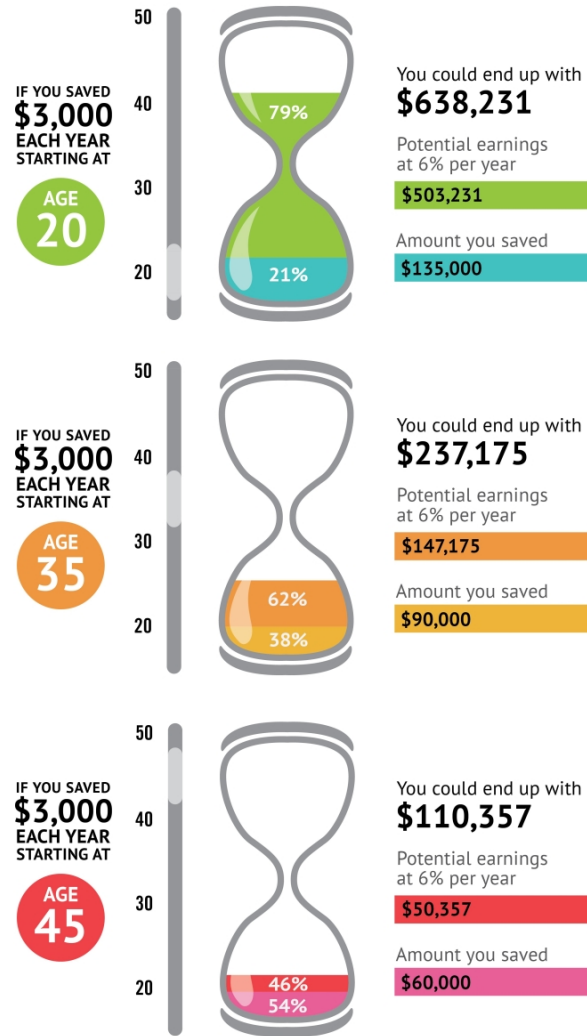 50
40
30
20
IF YOU SAVED
$3,000
EACH YEAR
STARTING AT
AGE
20
79%
21%
You could end up with
$638,231
Potential earnings
at 6% per year
$503,231
Amount you saved
$135,000
50
40
30
20
IF YOU SAVED
$3,000
EACH YEAR
STARTING AT
AGE
35
62%
38%
You could end up with
$237,175
Potential earnings
at 6% per year
$147,175
Amount you saved
$90,000
50
40
30
20
IF YOU SAVED
$3,000
EACH YEAR
STARTING AT
AGE
45
46%
54%
You could end up with
$110,357
Potential earnings
at 6% per year
$50,357
Amount you saved
$60,000